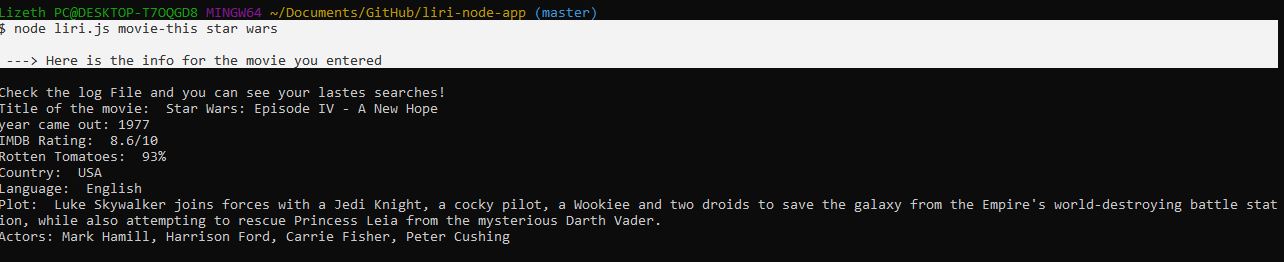 Lizeth PC@DESKTOP-T7OQGD8 MINGW64 ~/Documents/GitHub/liri-node-app (master)
$ node liri.js movie-this star wars
---> Here is the info for the movie you entered
Check the log File and you can see your lastes searches!
Title of the movie:  Star Wars: Episode IV - A New Hope
year came out: 1977
IMDB Rating:  8.6/10
Rotten Tomatoes:  93%
Country:  USA
Language:  English
Plot:  Luke Skywalker joins forces with a Jedi Knight, a cocky pilot, a Wookiee and two droids to save the galaxy from the Empire's world-destroying battle stat
ion, while also attempting to rescue Princess Leia from the mysterious Darth Vader.
Actors: Mark Hamill, Harrison Ford, Carrie Fisher, Peter Cushing